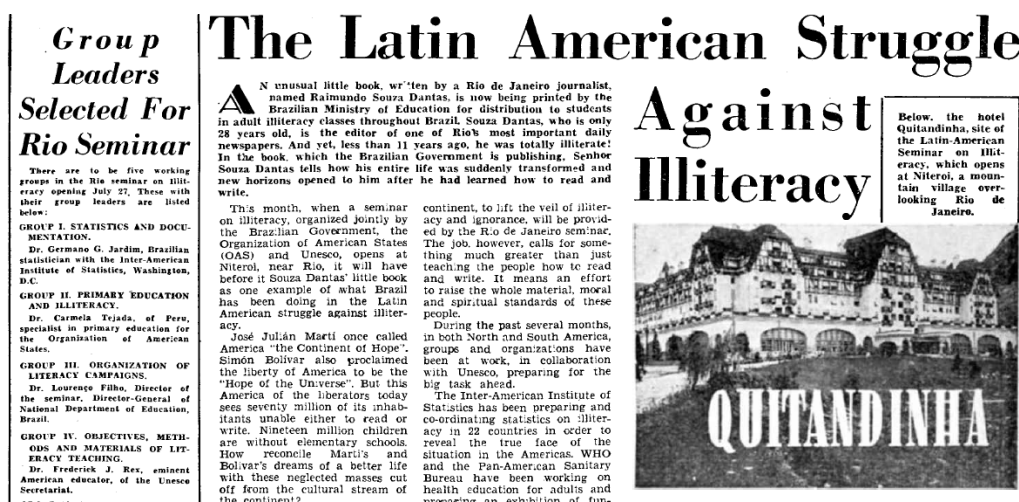 Group
Leaders
Selected For
Rio Seminar
There are to be five working
groups in the Rio seminar on illit-
eracy opening July 27. These with
their group leaders are listed
below:
GROUP I. STATISTICS AND DOCU-
MENTATION.
Dr. Germano G. Jardim, Brazilian
statistician with the Inter-American
Institute of Statistics, Washington,
D.C.
GROUP II. PRIMARY EDUCATION
AND ILLITERACY.
Dr. Carmela Tejada, of Peru,
specialist in primary education for
the Organization of American
States.
GROUP III. ORGANIZATION OF
LITERACY CAMPAIGNS.
Dr. Lourenço Filho, Director of
the seminar, Director-General of
National Department of Education,
Brazil.
GROUP IV. OBJECTIVES, METH-
ODS AND MATERIALS OF LIT-
ERACY TEACHING.
Dr. Frederick J. Rex, eminent
American educator, of the Unesco
Secretariat.
The Latin American Struggle
Against
Illiteracy
AN unusual little book, written by a Rio de Janeiro journalist,
named Raimundo Souza Dantas, is now being printed by the
Brazilian Ministry of Education for distribution to students
in adult illiteracy classes throughout Brazil. Souza Dantas, who is only
28 years old, is the editor of one of Rio's most important daily
newspapers. And yet, less than 11 years ago, he was totally illiterate!
In the book, which the Brazilian Government is publishing, Senhor
Souza Dantas tells how his entire life was suddenly transformed and
new horizons opened to him after he had learned how to read and
write.
This month, when a seminar
on illiteracy, organized jointly by
the Brazilian Government, the
Organization of American States
(OAS) and Unesco, opens at
Niteroi, near Rio, it will have
before it Souza Dantas' little book
as one example of what Brazil
has been doing in the Latin
American struggle against illiter-
acy.
José Julián Martí once called
America "the Continent of Hope".
Simón Bolívar also proclaimed
the liberty of America to be the
"Hope of the Universe". But this
America of the liberators today
sees seventy million of its inhab-
itants unable either to read or
write. Nineteen million children
are without elementary schools.
How reconcile Martí's and
Bolivar's dreams of a better life
with these neglected masses cut
off from the cultural stream of
the continent?
continent, to lift the veil of illiter-
acy and ignorance, will be provid-
ed by the Rio de Janeiro seminar.
The job, however, calls for some-
thing much greater than just
teaching the people how to read
and write. It means an effort
to raise the whole material, moral
and spiritual standards of these
people.
During the past several months,
in both North and South America,
groups and organizations have
been at work, in collaboration
with Unesco, preparing for the
big task ahead.
The Inter-American Institute of
Statistics has been preparing and
co-ordinating statistics on illiter-
acy in 22 countries in order to
reveal the true face of the
situation in the Americas. WHO
and the Pan-American Sanitary
Bureau have been working on
health education for adults and
preparing an exhibition of fun-
Below, the hotel
Quitandinha, site of
the Latin-American
Seminar on Illit-
eracy, which opens
at Niteroi, a moun-
tain village over-
looking Rio de
Janeiro.
QUITANDINHA